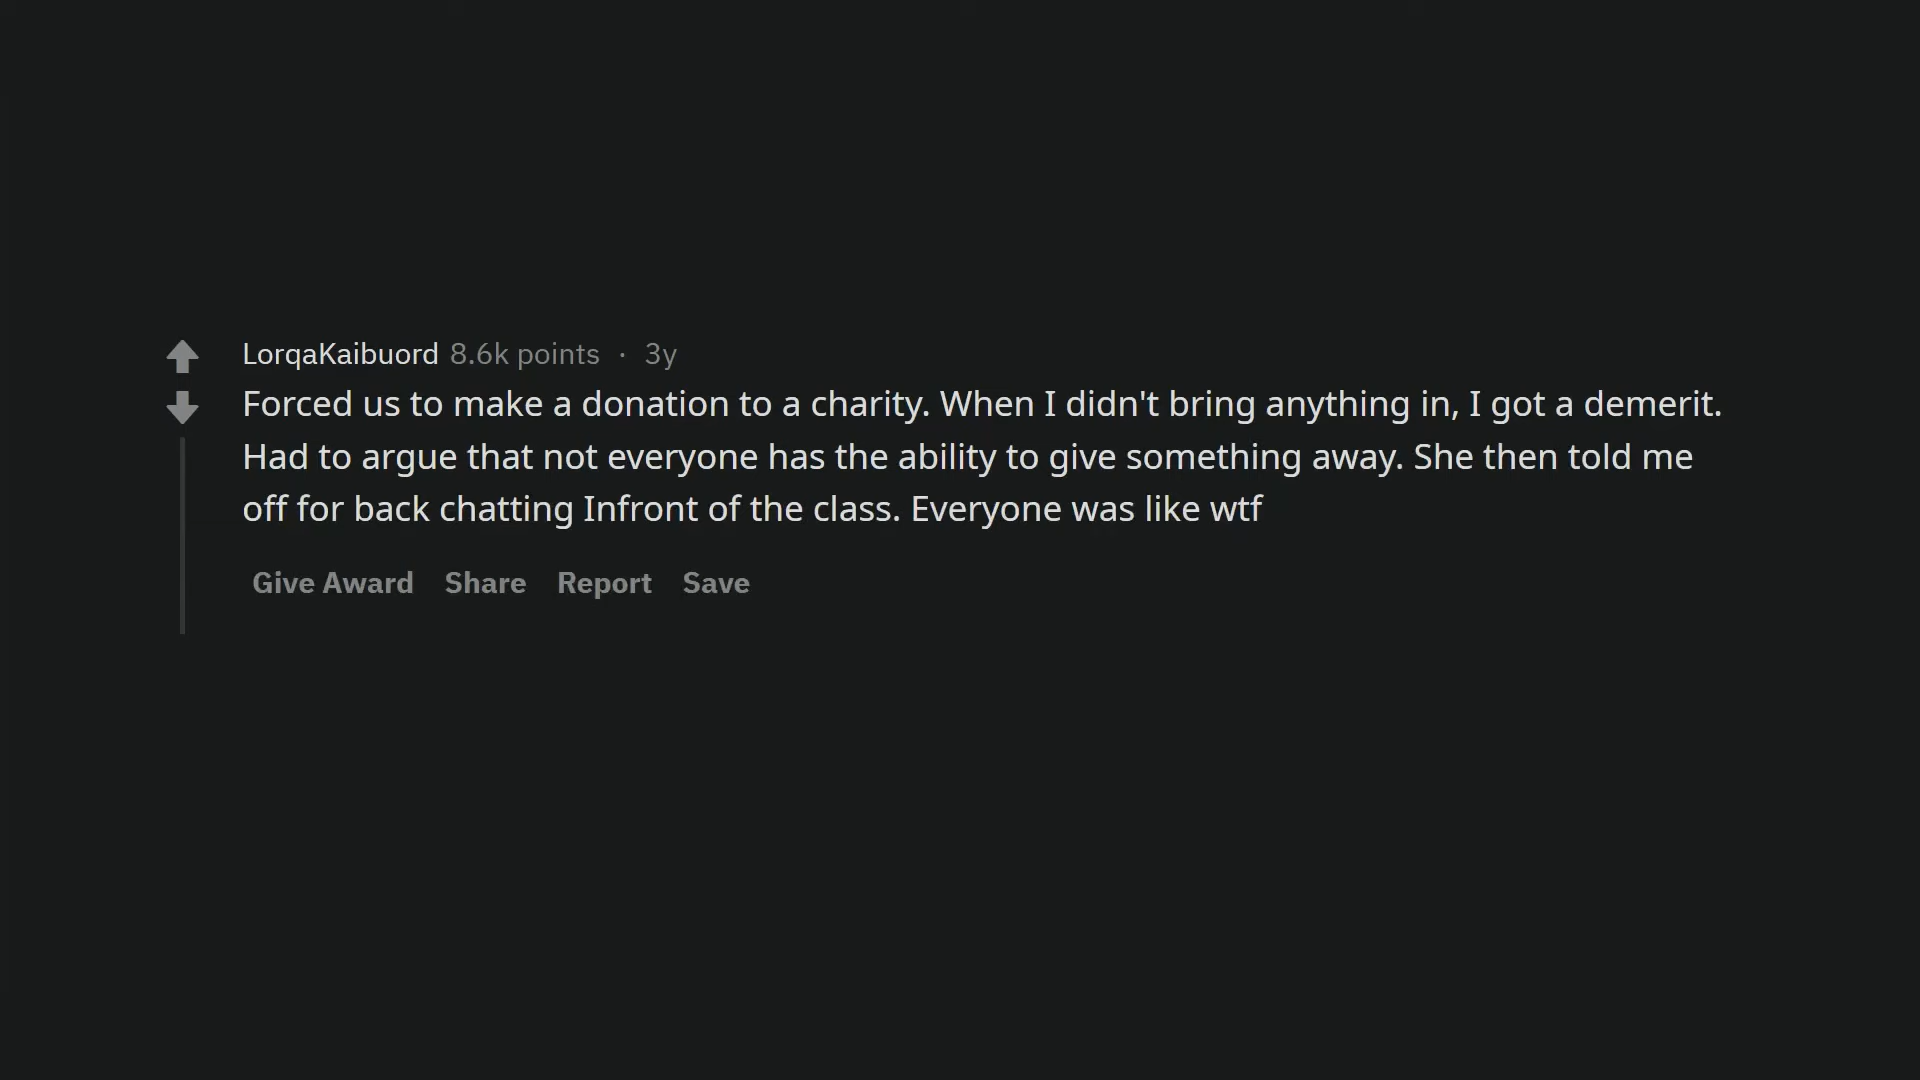 LorqaKaibuord 8.6k points · 3y
Forced us to make a donation to a charity. When I didn't bring anything in, I got a demerit.
Had to argue that not everyone has the ability to give something away. She then told me
off for back chatting Infront of the class. Everyone was like wtf
Give Award Share Report Save